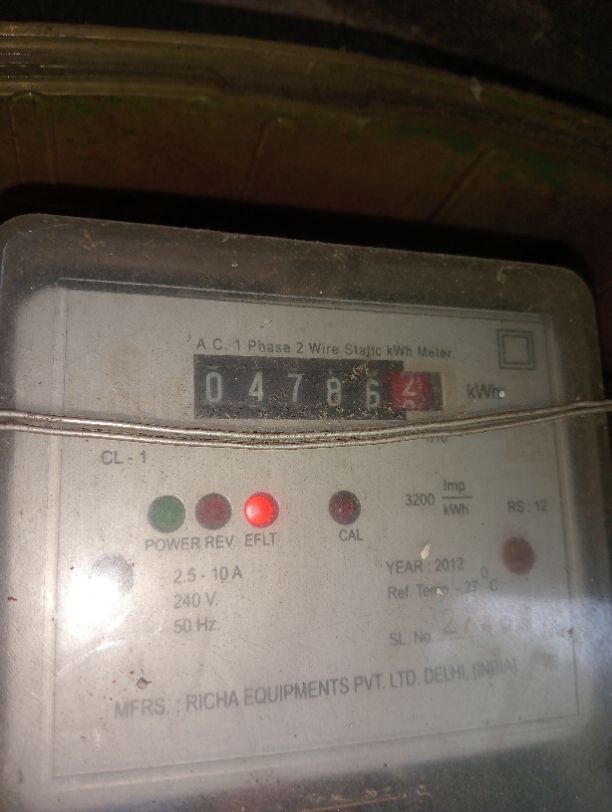 A.C. 1 Phase 2 Wire Static kWh Meter.
0 4 7 8 6 2 kWh
CL - 1
3200 Imp/kWh
RS : 12
POWER REV. EFLT CAL
2.5 - 10 A
YEAR : 2012
240 V.
Ref. Temp - 27 °C
50 Hz.
SL. No.
MFRS. : RICHA EQUIPMENTS PVT. LTD. DELHI, (INDIA)